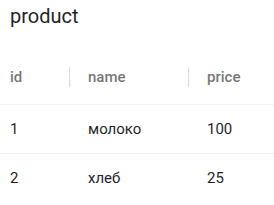 product
id name price
1 молоко 100
2 хлеб 25